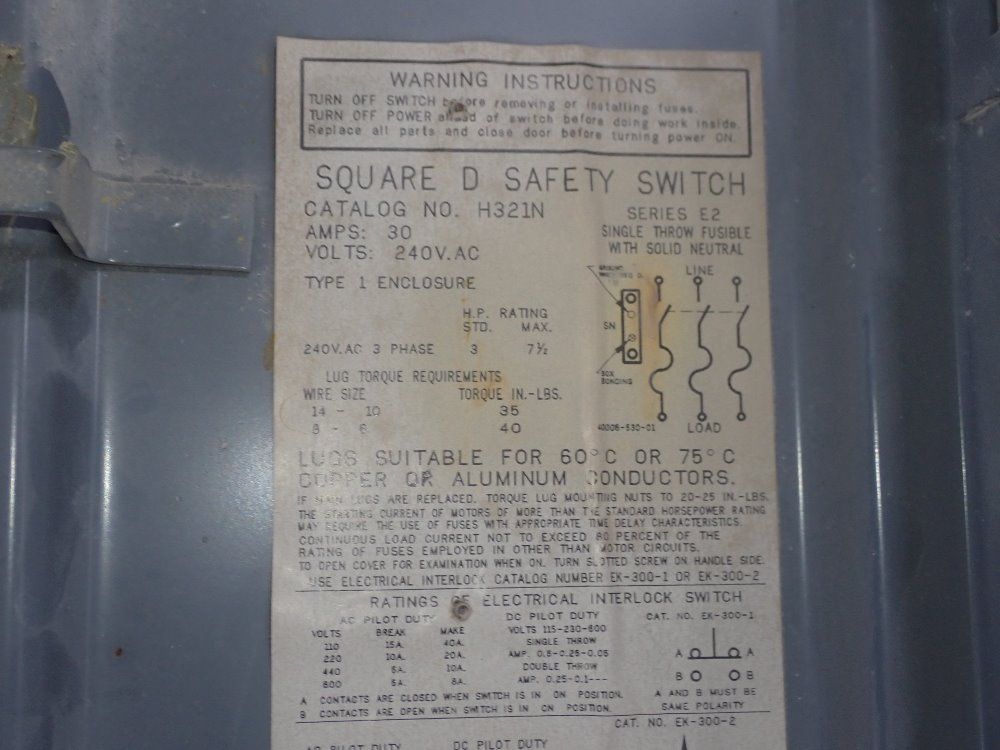 WARNING INSTRUCTIONS
TURN OFF SWITCH before removing or installing fuses.
TURN OFF POWER ahead of switch before doing work inside.
Replace all parts and close door before turning power ON.
SQUARE D SAFETY SWITCH
CATALOG NO. H321N
AMPS: 30
VOLTS: 240V.AC
SERIES E2
SINGLE THROW FUSIBLE
WITH SOLID NEUTRAL
TYPE 1 ENCLOSURE
LINE
SN
BOX
BONDING
40006-530-01
LOAD
H.P. RATING
STD. MAX.
240V.AC 3 PHASE 3 7½
LUG TORQUE REQUIREMENTS
WIRE SIZE TORQUE IN.-LBS.
14 - 10 35
8 - 6 40
LUGS SUITABLE FOR 60°C OR 75°C
COPPER OR ALUMINUM CONDUCTORS.
IF MAIN LUGS ARE REPLACED. TORQUE LUG MOUNTING NUTS TO 20-25 IN.-LBS.
THE STARTING CURRENT OF MOTORS OF MORE THAN THE STANDARD HORSEPOWER RATING
MAY REQUIRE THE USE OF FUSES WITH APPROPRIATE TIME DELAY CHARACTERISTICS.
CONTINUOUS LOAD CURRENT NOT TO EXCEED 80 PERCENT OF THE
RATING OF FUSES EMPLOYED IN OTHER THAN MOTOR CIRCUITS.
TO OPEN COVER FOR EXAMINATION WHEN ON. TURN SLOTTED SCREW ON HANDLE SIDE.
USE ELECTRICAL INTERLOCK CATALOG NUMBER EK-300-1 OR EK-300-2
RATINGS OF ELECTRICAL INTERLOCK SWITCH
AC PILOT DUTY
VOLTS BREAK MAKE
110 15A. 40A.
220 10A. 20A.
440 5A. 10A.
600 5A. 8A.
DC PILOT DUTY
VOLTS 115-230-600
SINGLE THROW
AMP. 0.5-0.25-0.05
DOUBLE THROW
AMP. 0.25-0.1---
CAT. NO. EK-300-1
A A
B B
A CONTACTS ARE CLOSED WHEN SWITCH IS IN ON POSITION.
B CONTACTS ARE OPEN WHEN SWITCH IS IN ON POSITION.
A AND B MUST BE
SAME POLARITY
CAT. NO. EK-300-2
AC PILOT DUTY DC PILOT DUTY